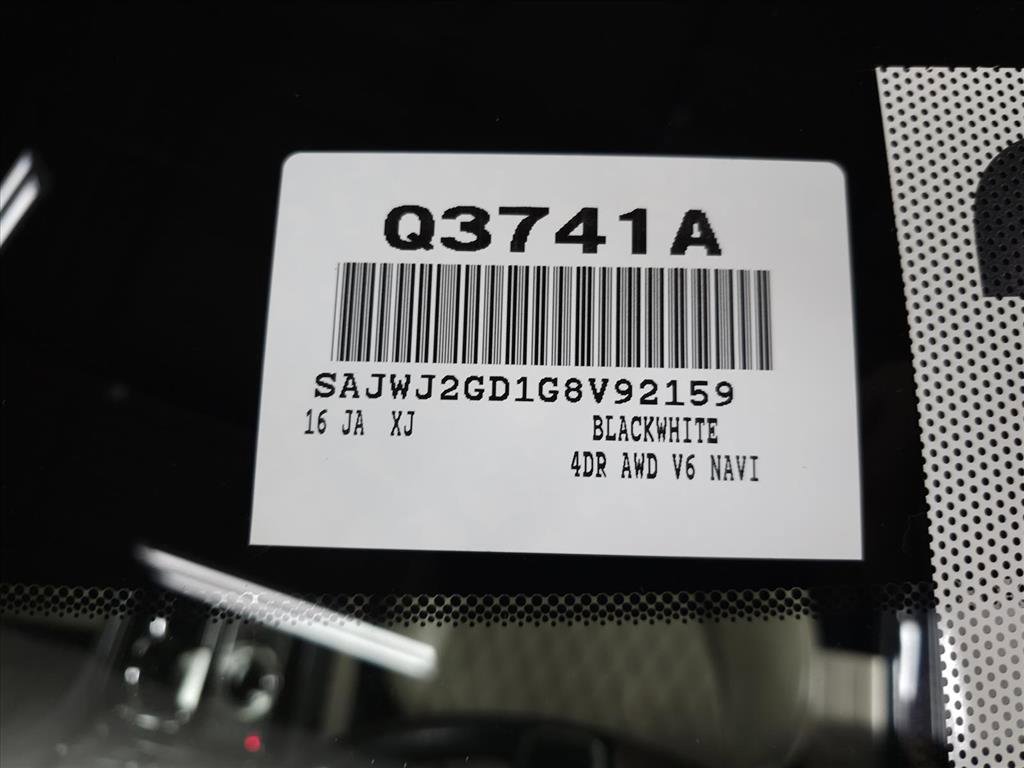 Q3741A
SAJWJ2GD1G8V92159
16 JA XJ BLACKWHITE
4DR AWD V6 NAVI